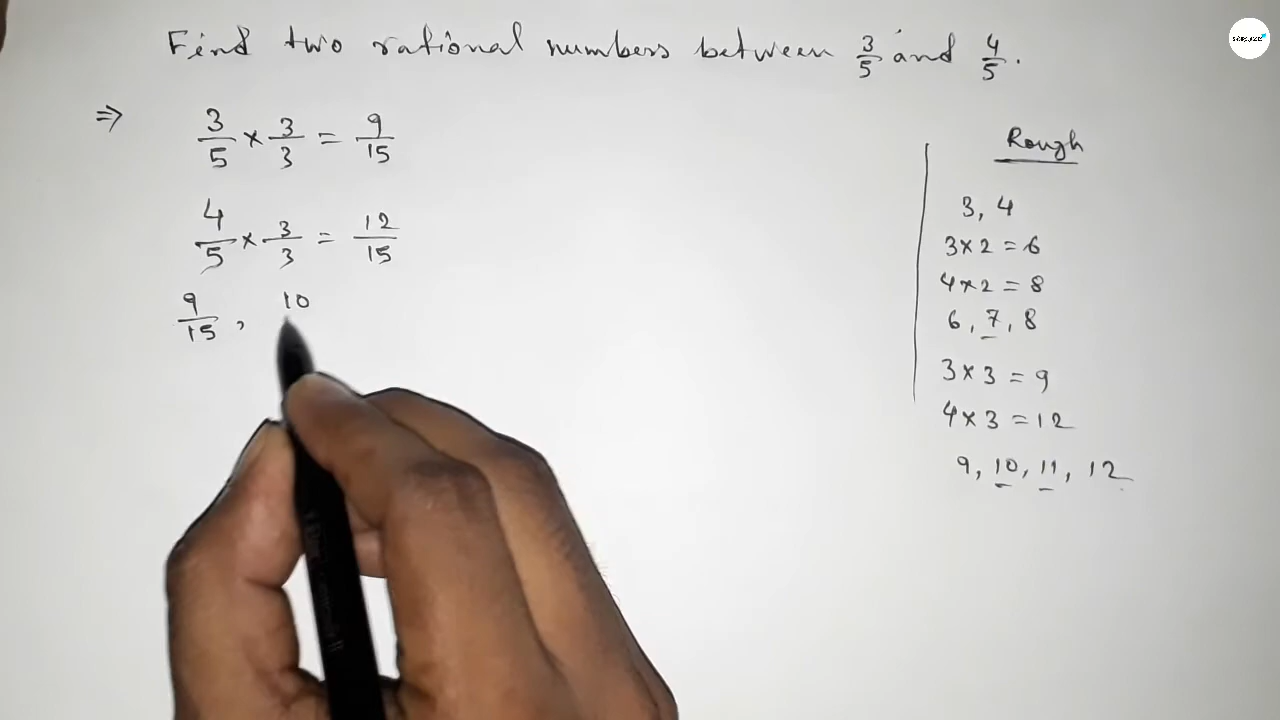 Find two rational numbers between 3/5 and 4/5.
⇒ 3/5 × 3/3 = 9/15
4/5 × 3/3 = 12/15
9/15, 10
Rough
3, 4
3×2 = 6
4×2 = 8
6, 7, 8
3×3 = 9
4×3 = 12
9, 10, 11, 12